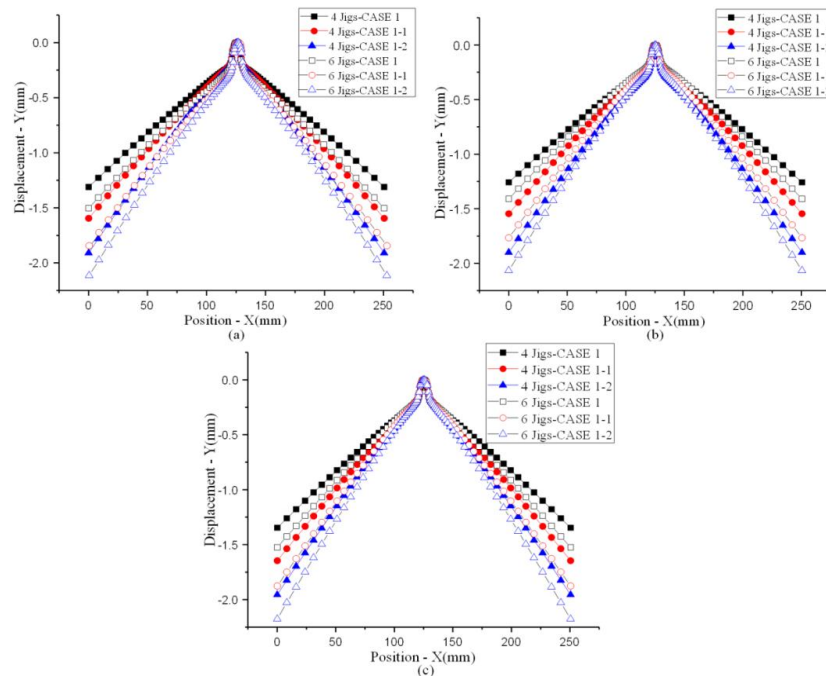 4 Jigs-CASE 1
4 Jigs-CASE 1-1
4 Jigs-CASE 1-2
6 Jigs-CASE 1
6 Jigs-CASE 1-1
6 Jigs-CASE 1-2
0.0
-0.5
-1.0
-1.5
-2.0
Displacement - Y(mm)
0 50 100 150 200 250
Position - X(mm)
(a)
4 Jigs-CASE 1
4 Jigs-CASE 1-
4 Jigs-CASE 1-
6 Jigs-CASE 1
6 Jigs-CASE 1-
6 Jigs-CASE 1-
0.0
-0.5
-1.0
-1.5
-2.0
Displacement - Y(mm)
0 50 100 150 200 250
Position - X(mm)
(b)
4 Jigs-CASE 1
4 Jigs-CASE 1-1
4 Jigs-CASE 1-2
6 Jigs-CASE 1
6 Jigs-CASE 1-1
6 Jigs-CASE 1-2
0.0
-0.5
-1.0
-1.5
-2.0
Displacement - Y(mm)
0 50 100 150 200 250
Position - X(mm)
(c)